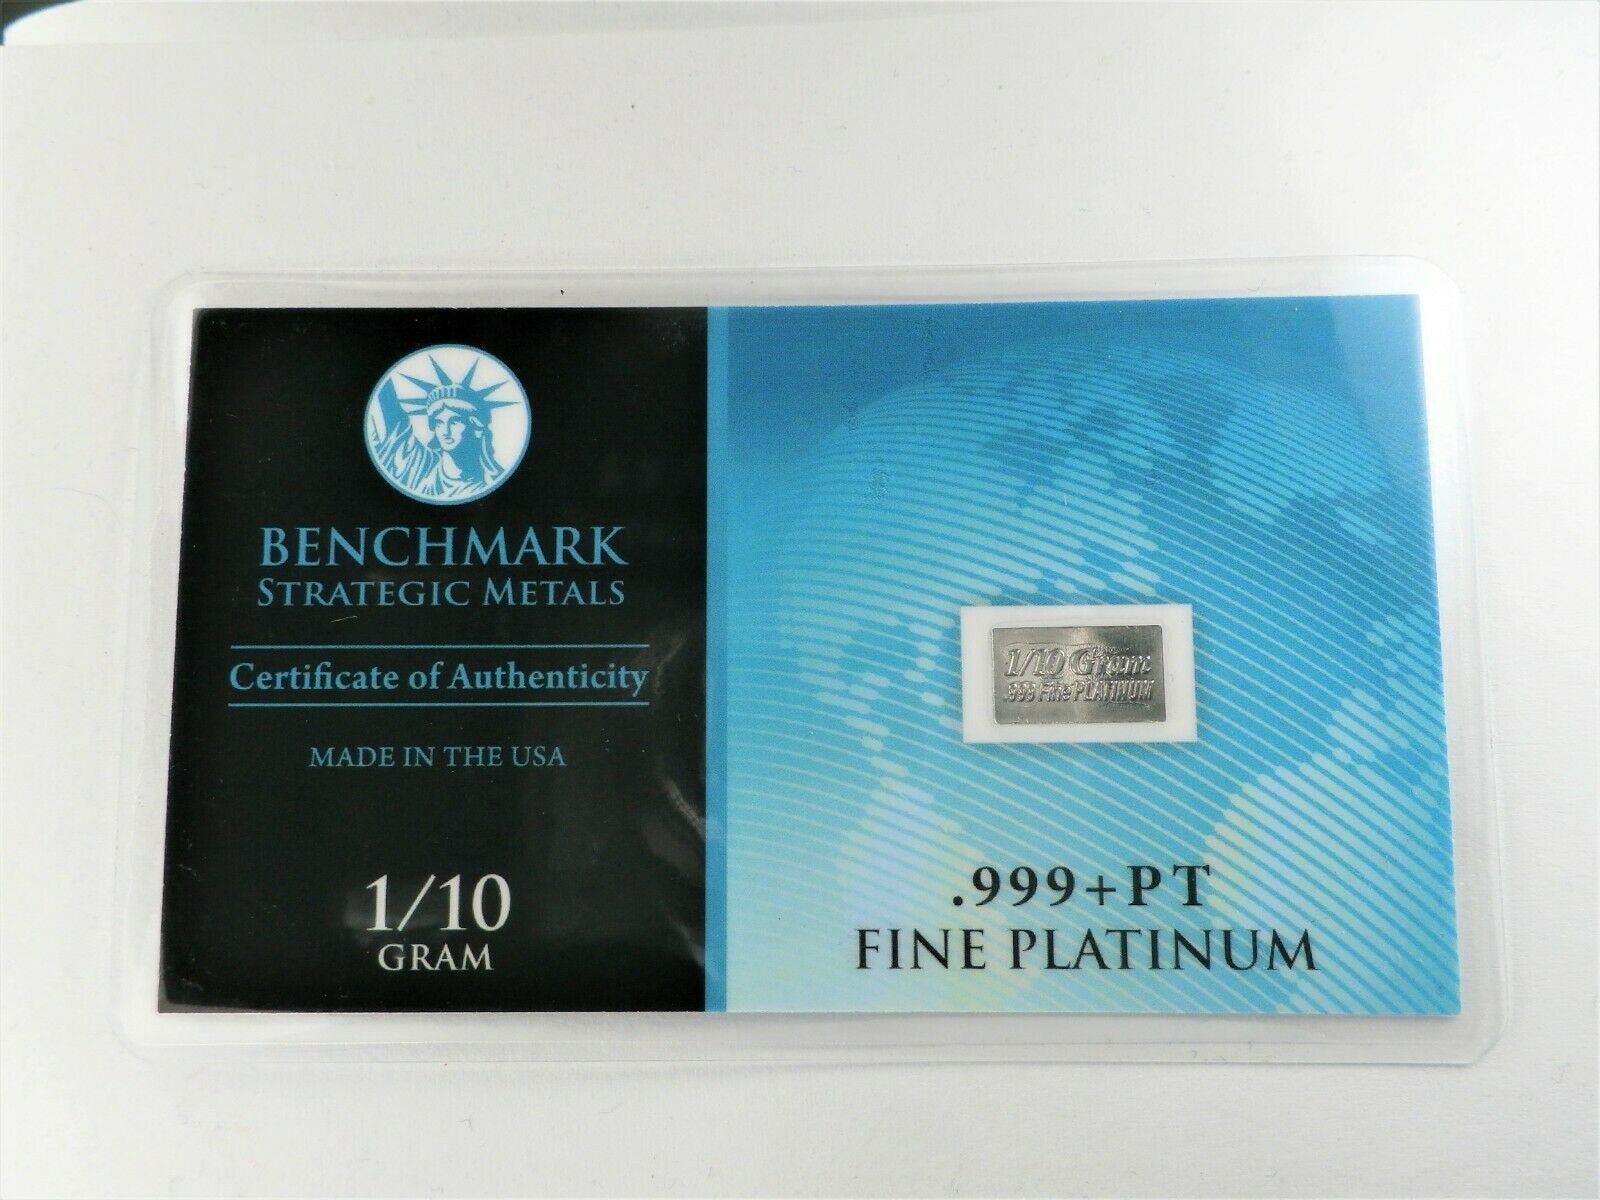 BENCHMARK
STRATEGIC METALS
Certificate of Authenticity
MADE IN THE USA
1/10
GRAM
1/10 Gram
.999 Fine PLATINUM
.999+PT
FINE PLATINUM